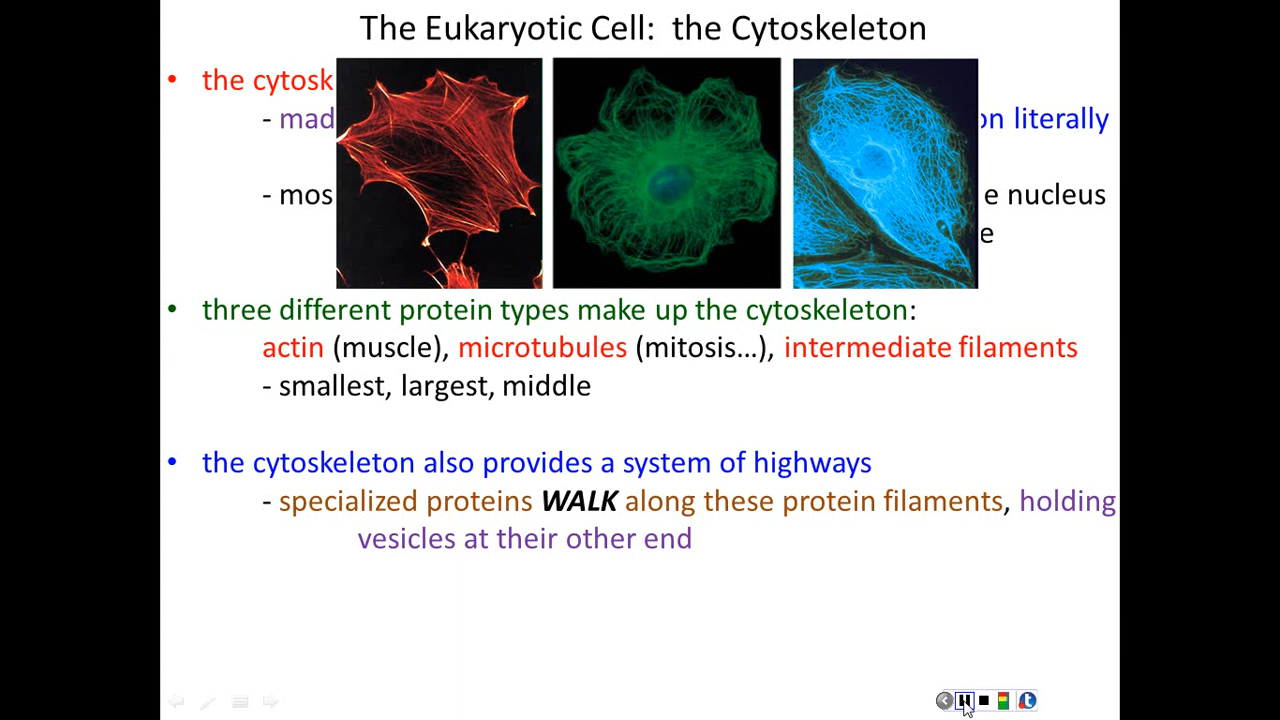 The Eukaryotic Cell: the Cytoskeleton
• the cytosk
- mad on literally
- mos e nucleus
e
• three different protein types make up the cytoskeleton:
actin (muscle), microtubules (mitosis...), intermediate filaments
- smallest, largest, middle
• the cytoskeleton also provides a system of highways
- specialized proteins WALK along these protein filaments, holding
vesicles at their other end